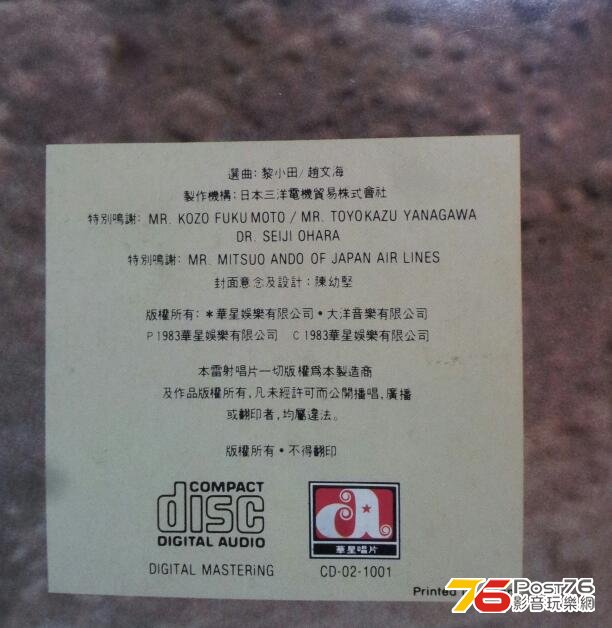 選曲：黎小田/趙文海
製作機構：日本三洋電機貿易株式會社
特別鳴謝：MR. KOZO FUKUMOTO / MR. TOYOKAZU YANAGAWA
DR. SEIJI OHARA
特別鳴謝：MR. MITSUO ANDO OF JAPAN AIR LINES
封面意念及設計：陳幼堅
版權所有：＊華星娛樂有限公司•大洋音樂有限公司
P 1983華星娛樂有限公司 C 1983華星娛樂有限公司
本雷射唱片一切版權為本製造商
及作品版權所有，凡未經許可而公開播唱，廣播
或翻印者，均屬違法。
版權所有•不得翻印
COMPACT
disc
DIGITAL AUDIO
DIGITAL MASTERiNG
a
華星唱片
CD-02-1001
Printed
76 Post76
影音玩樂網